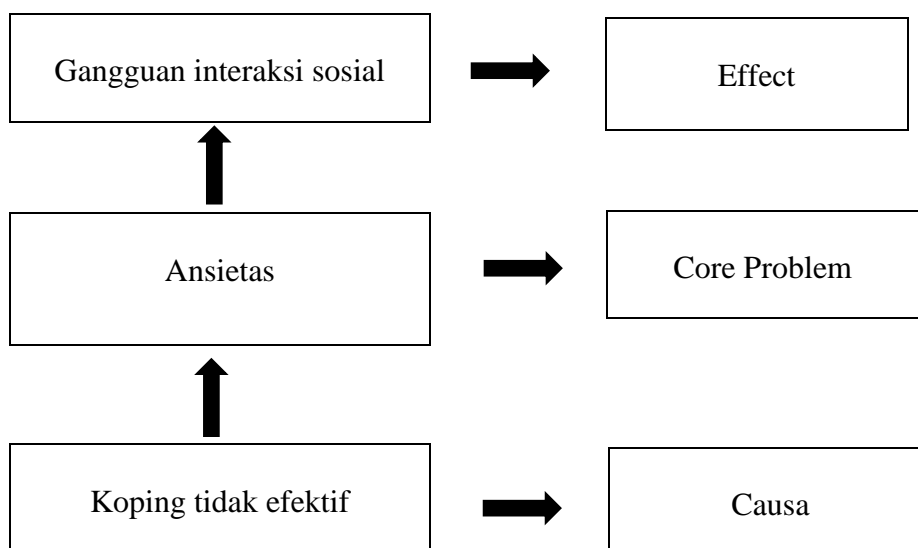 Gangguan interaksi sosial
Effect
Ansietas
Core Problem
Koping tidak efektif
Causa